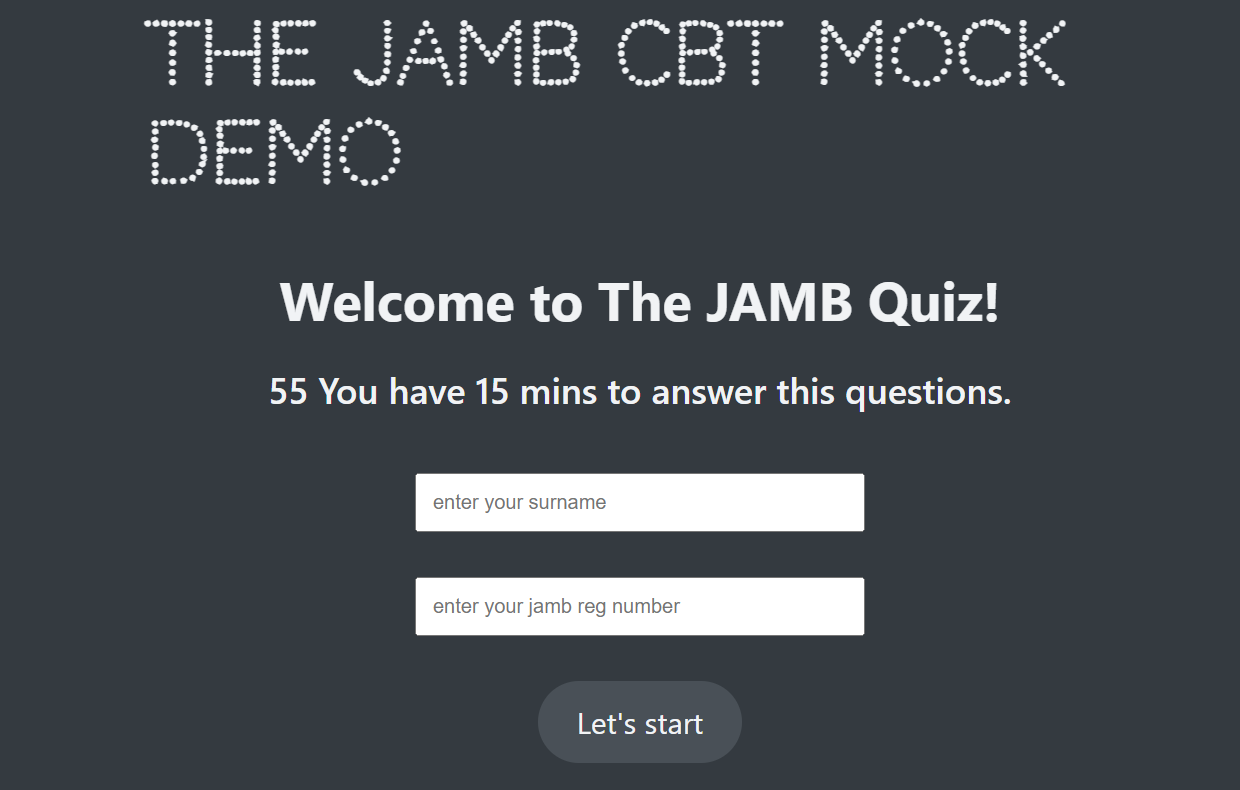 THE JAMB CBT MOCK
DEMO
Welcome to The JAMB Quiz!
55 You have 15 mins to answer this questions.
enter your surname
enter your jamb reg number
Let's start